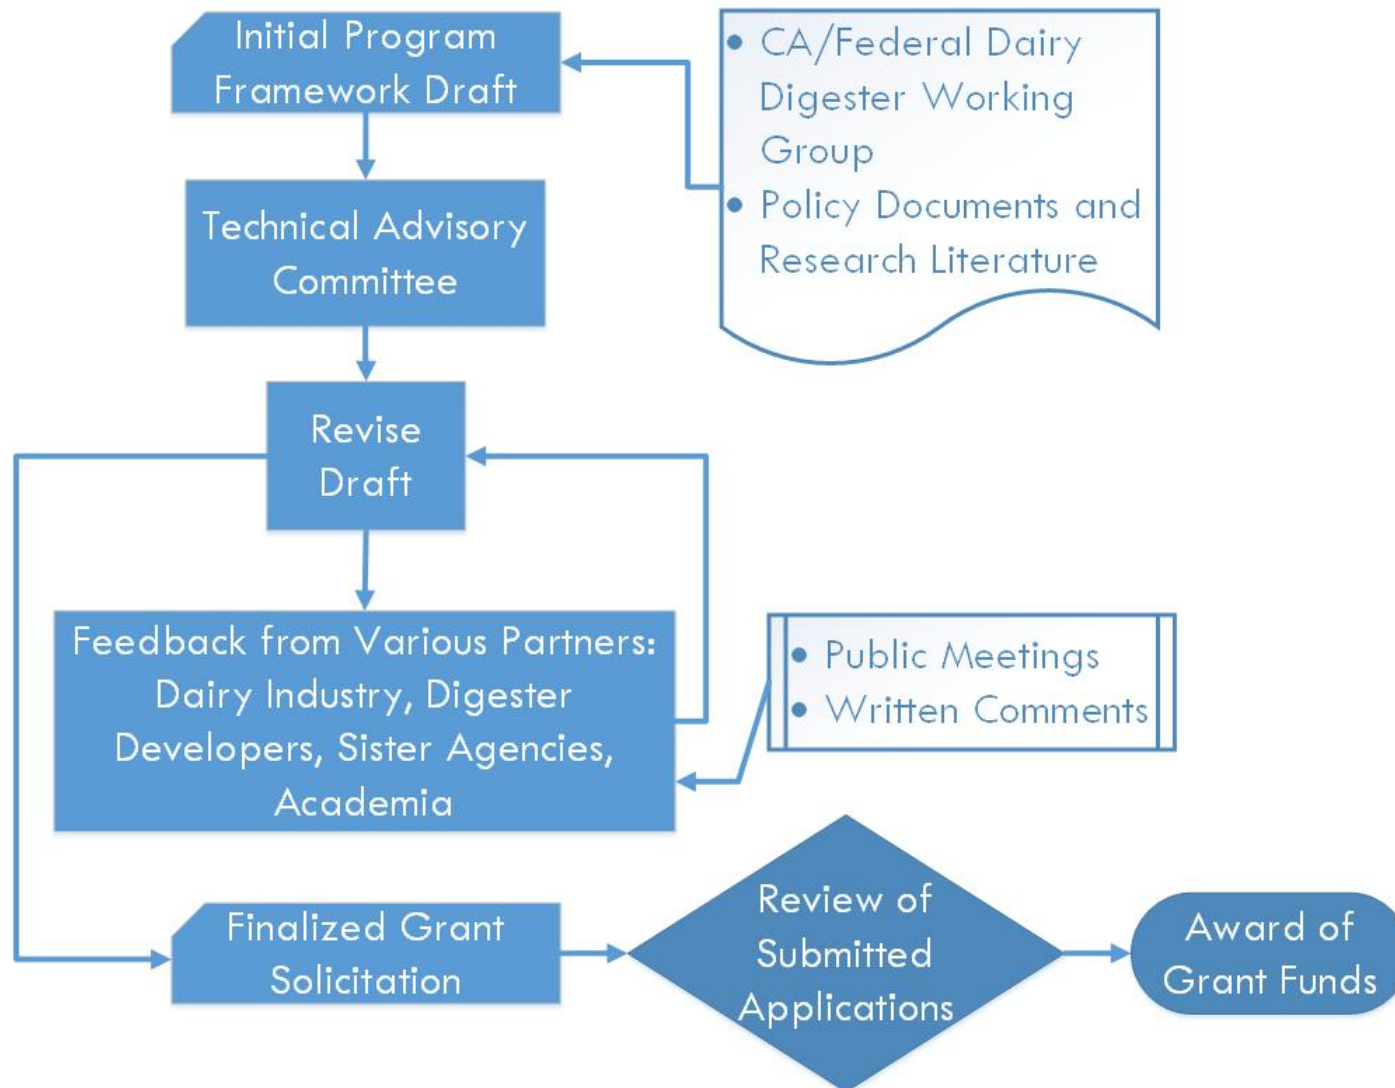 Initial Program
Framework Draft
• CA/Federal Dairy
Digester Working
Group
• Policy Documents and
Research Literature
Technical Advisory
Committee
Revise
Draft
Feedback from Various Partners:
Dairy Industry, Digester
Developers, Sister Agencies,
Academia
• Public Meetings
• Written Comments
Finalized Grant
Solicitation
Review of
Submitted
Applications
Award of
Grant Funds